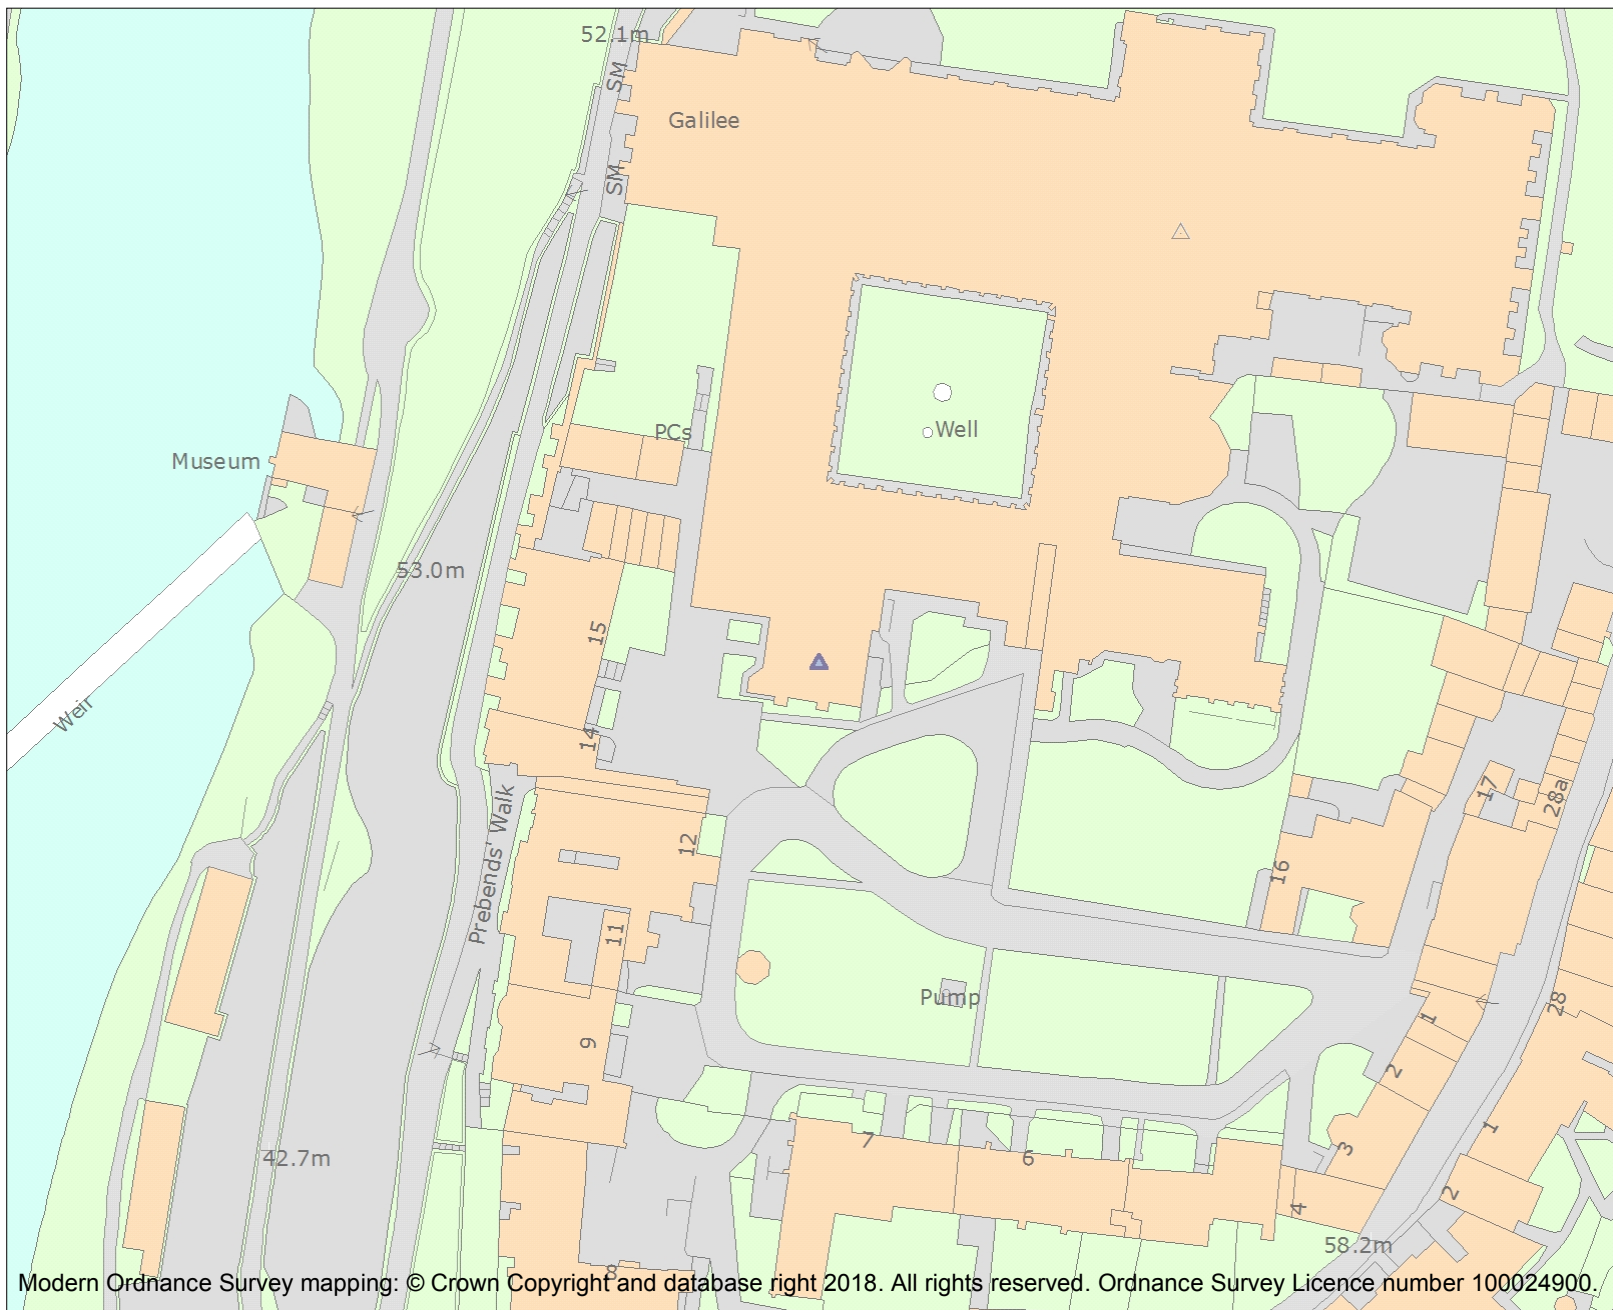 52.1m
SM
Galilee
SM
PCs
Well
Museum
53.0m
15
Weir
14
17
28a
Prebends' Walk
12
16
11
Pump
28
1
9
2
7
1
6
3
42.7m
2
4
58.2m
8
Modern Ordnance Survey mapping: © Crown Copyright and database right 2018. All rights reserved. Ordnance Survey Licence number 100024900.